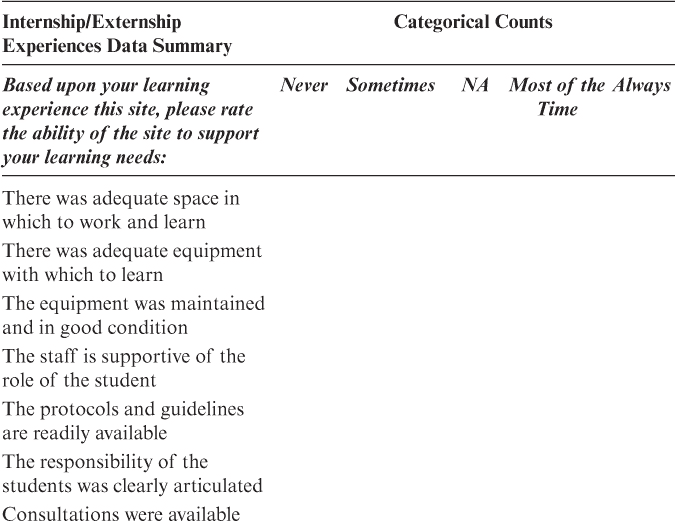 Internship/Externship Categorical Counts
Experiences Data Summary
Based upon your learning Never Sometimes NA Most of the Always
experience this site, please rate Time
the ability of the site to support
your learning needs:
There was adequate space in
which to work and learn
There was adequate equipment
with which to learn
The equipment was maintained
and in good condition
The staff is supportive of the
role of the student
The protocols and guidelines
are readily available
The responsibility of the
students was clearly articulated
Consultations were available